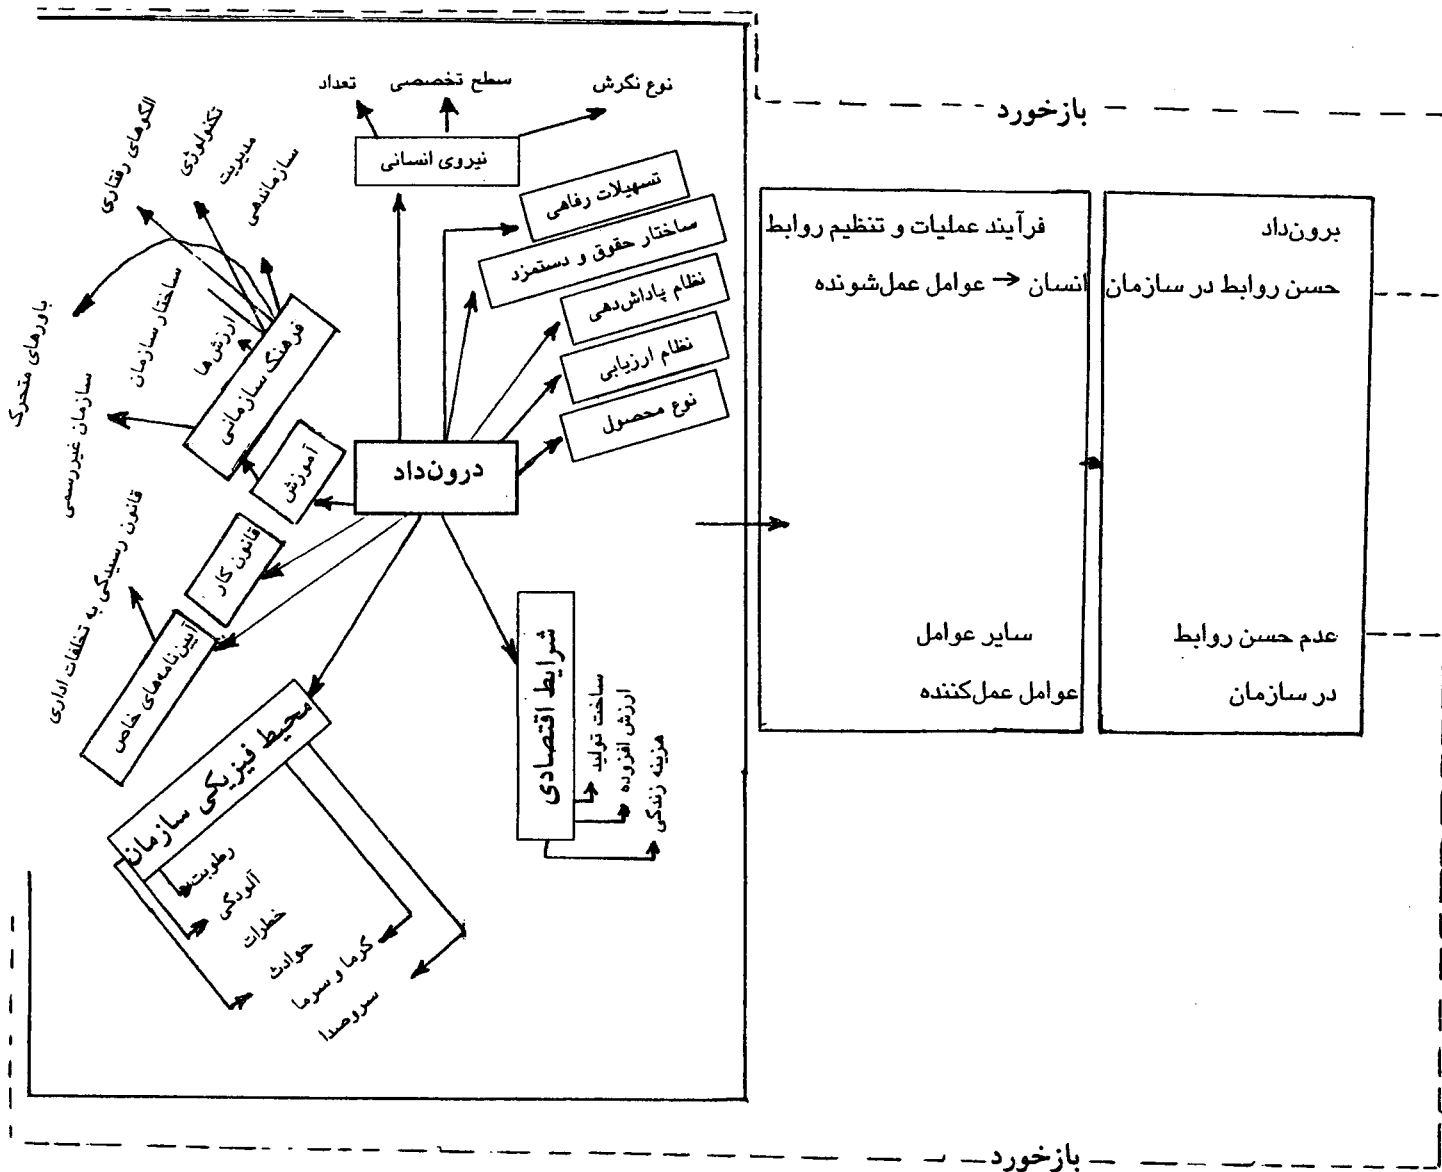 بازخورد
تعداد
سطح تخصصی
نوع نگرش
نیروی انسانی
تسهیلات رفاهی
ساختار حقوق و دستمزد
نظام پاداش‌دهی
نظام ارزیابی
نوع محصول
درون‌داد
الگوهای رفتاری
تکنولوژی
مدیریت
سازماندهی
باورهای متحرک
سازمان غیررسمی
ساختار سازمان
ارزش‌ها
فرهنگ سازمانی
آموزش
قانون کار
آیین‌نامه‌های خاص
قانون رسیدگی به تخلفات اداری
محیط فیزیکی سازمان
رطوبت
آلودگی
خطرات
حوادث
گرما و سرما
سروصدا
شرایط اقتصادی
ساخت تولید
ارزش افزوده
هزینه زندگی
فرآیند عملیات و تنظیم روابط
انسان → عوامل عمل‌شونده
سایر عوامل
عوامل عمل‌کننده
برون‌داد
حسن روابط در سازمان
عدم حسن روابط
در سازمان
بازخورد